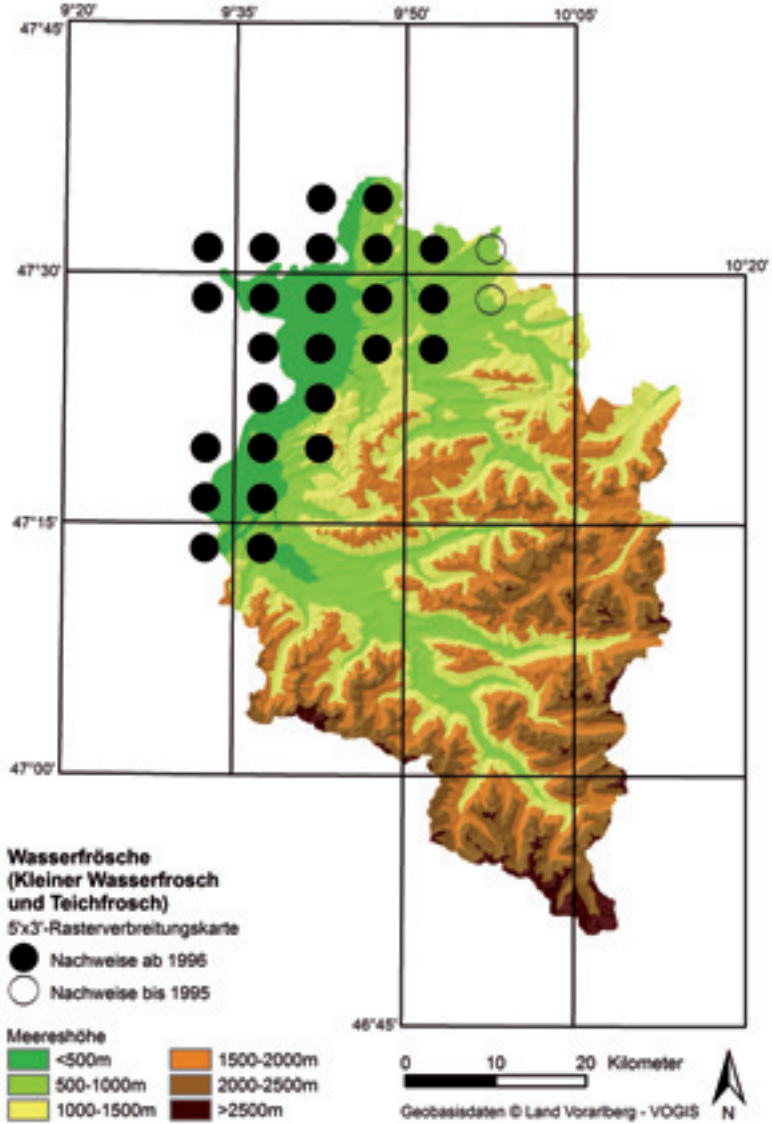 9°20' 9°35' 9°50' 10°05'
47°45'
47°30' 10°20'
47°15'
47°00'
46°45'
Wasserfrösche
(Kleiner Wasserfrosch
und Teichfrosch)
5'x3'-Rasterverbreitungskarte
Nachweise ab 1996
Nachweise bis 1995
Meereshöhe
<500m 1500-2000m
500-1000m 2000-2500m
1000-1500m >2500m
0 10 20 Kilometer
Geobasisdaten © Land Vorarlberg - VOGIS N